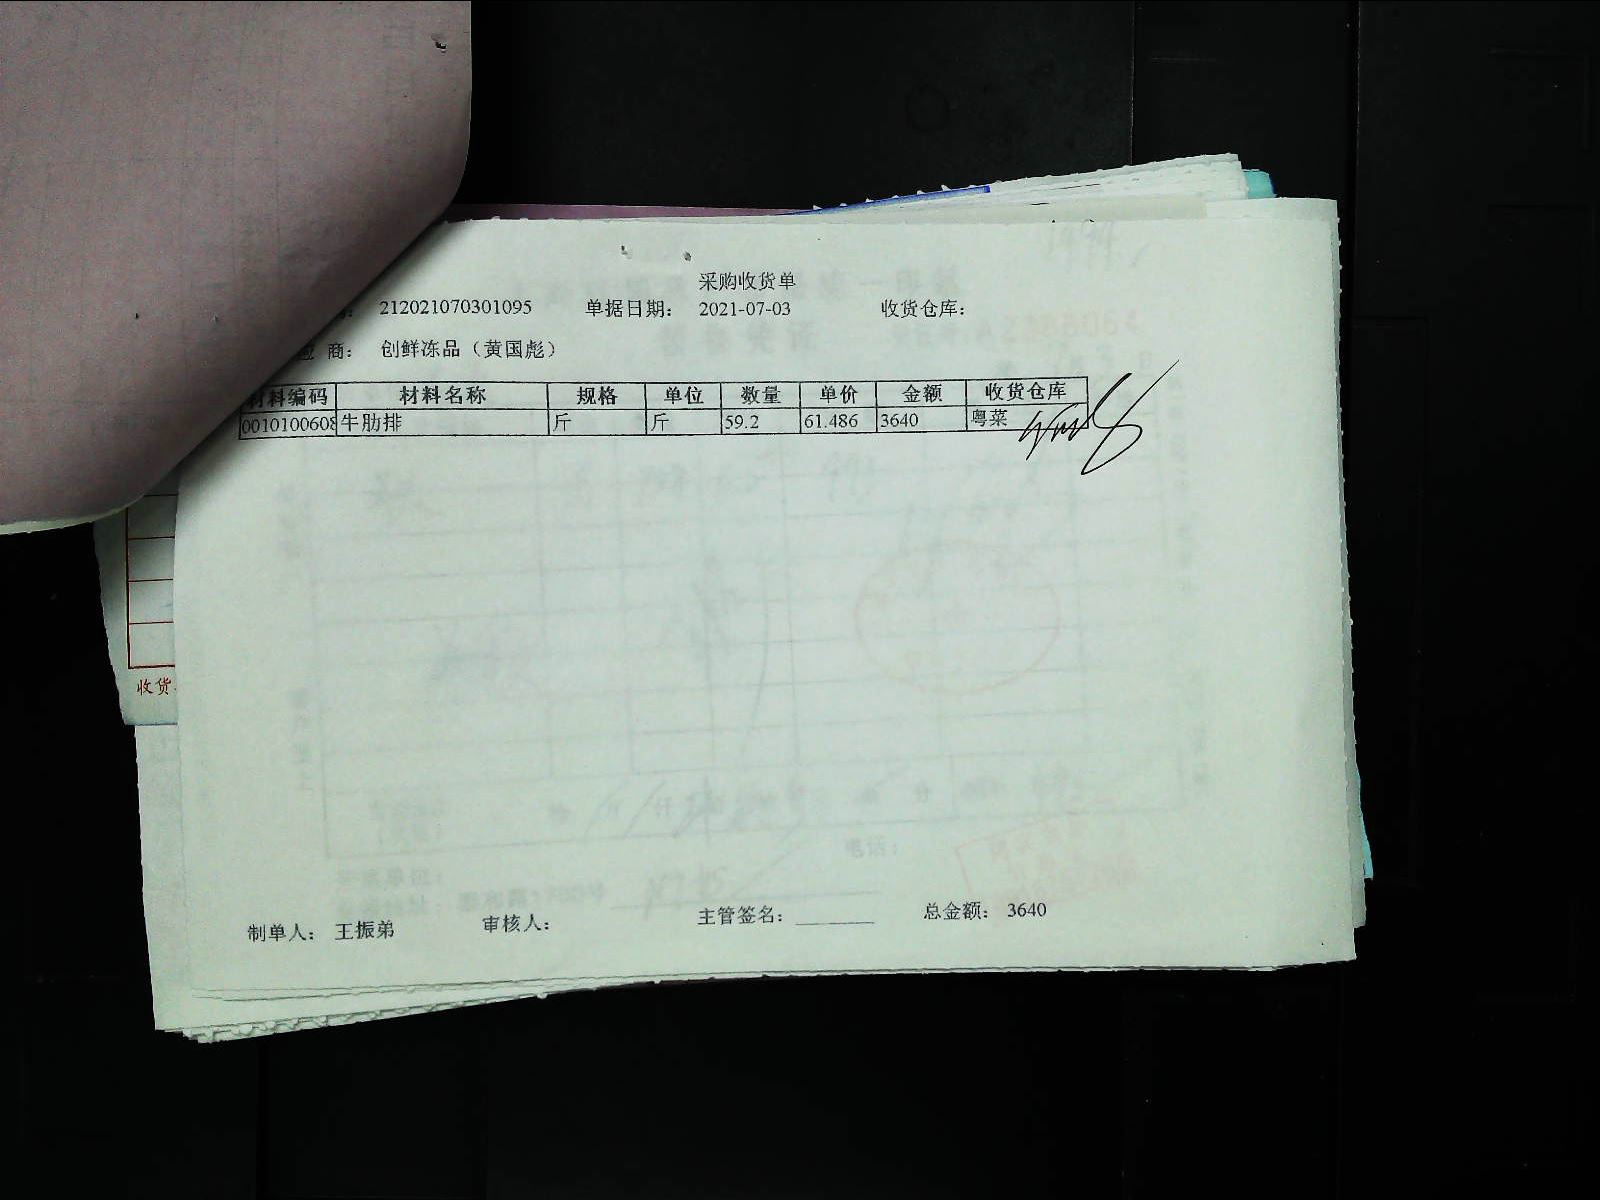 采购收货单
212021070301095 单据日期： 2021-07-03 收货仓库：
商： 创鲜冻品（黄国彪）
材料编码 材料名称 规格 单位 数量 单价 金额 收货仓库
0010100608 牛肋排 斤 斤 59.2 61.486 3640 粤菜
收货
制单人： 王振弟 审核人： 主管签名： 总金额： 3640